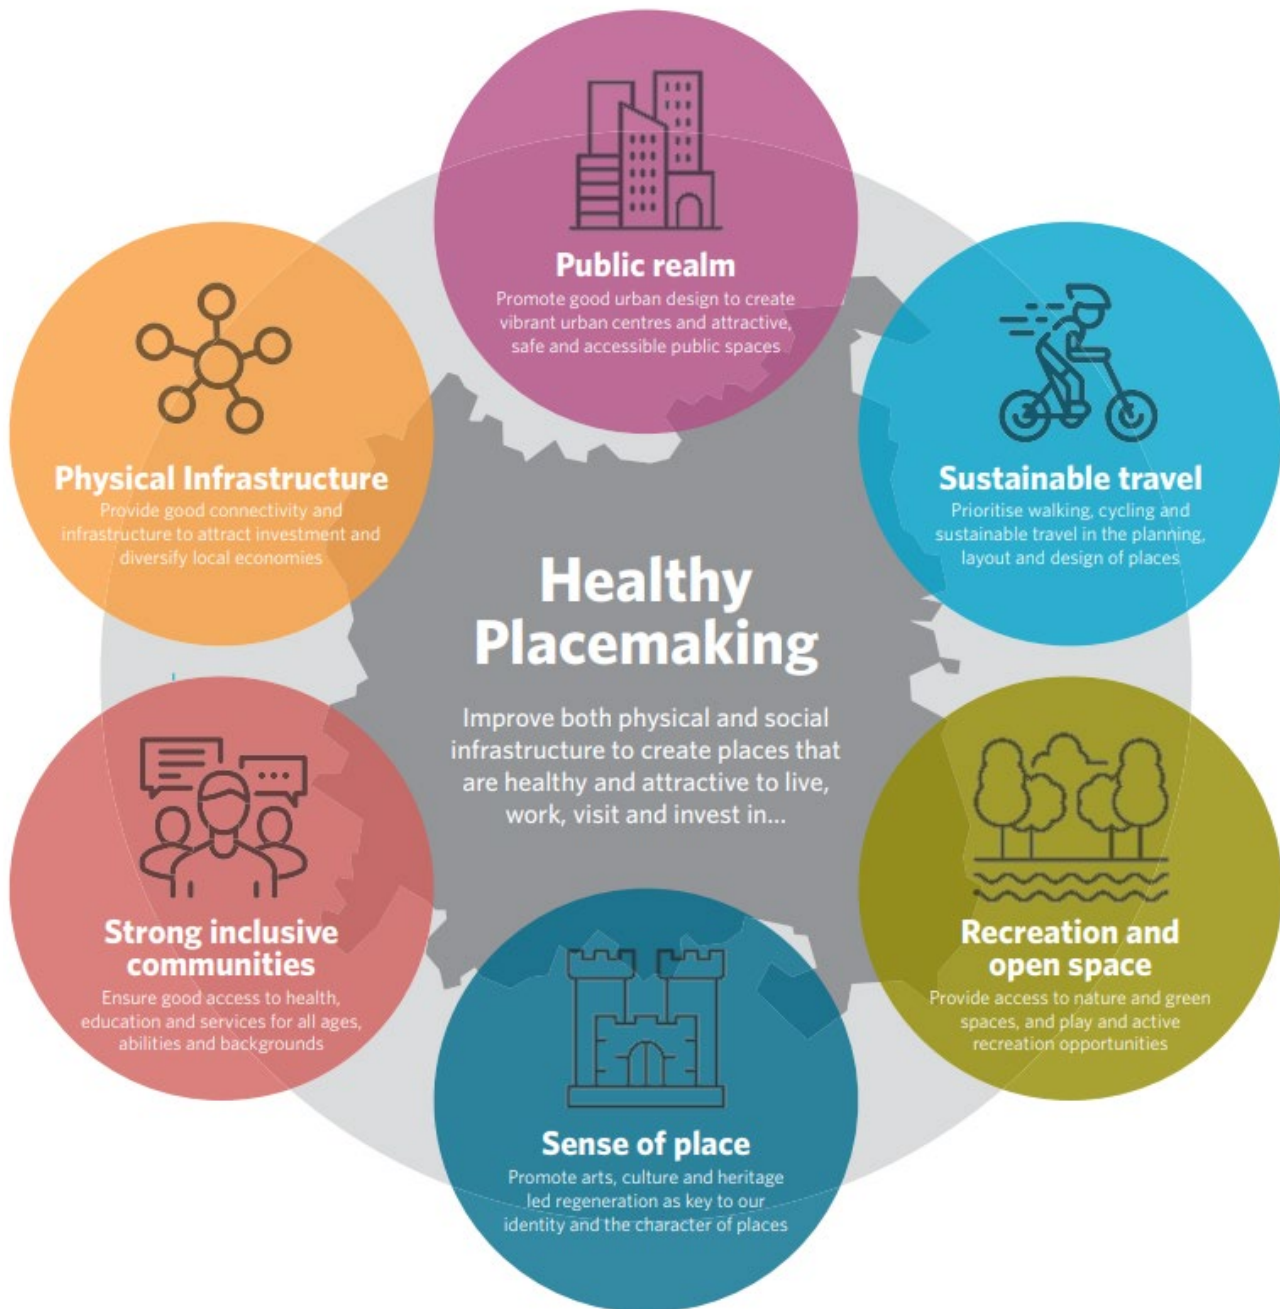 Public realm
Promote good urban design to create
vibrant urban centres and attractive,
safe and accessible public spaces
Physical Infrastructure
Provide good connectivity and
infrastructure to attract investment and
diversify local economies
Sustainable travel
Prioritise walking, cycling and
sustainable travel in the planning,
layout and design of places
Healthy
Placemaking
Improve both physical and social
infrastructure to create places that
are healthy and attractive to live,
work, visit and invest in...
Strong inclusive
communities
Ensure good access to health,
education and services for all ages,
abilities and backgrounds
Recreation and
open space
Provide access to nature and green
spaces, and play and active
recreation opportunities
Sense of place
Promote arts, culture and heritage
led regeneration as key to our
identity and the character of places